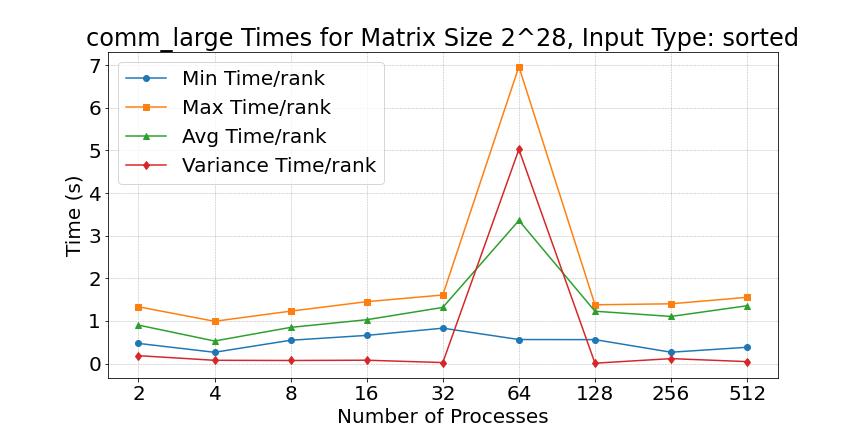 comm_large Times for Matrix Size 2^28, Input Type: sorted
Min Time/rank
Max Time/rank
Avg Time/rank
Variance Time/rank
Time (s)
7
6
5
4
3
2
1
0
2 4 8 16 32 64 128 256 512
Number of Processes